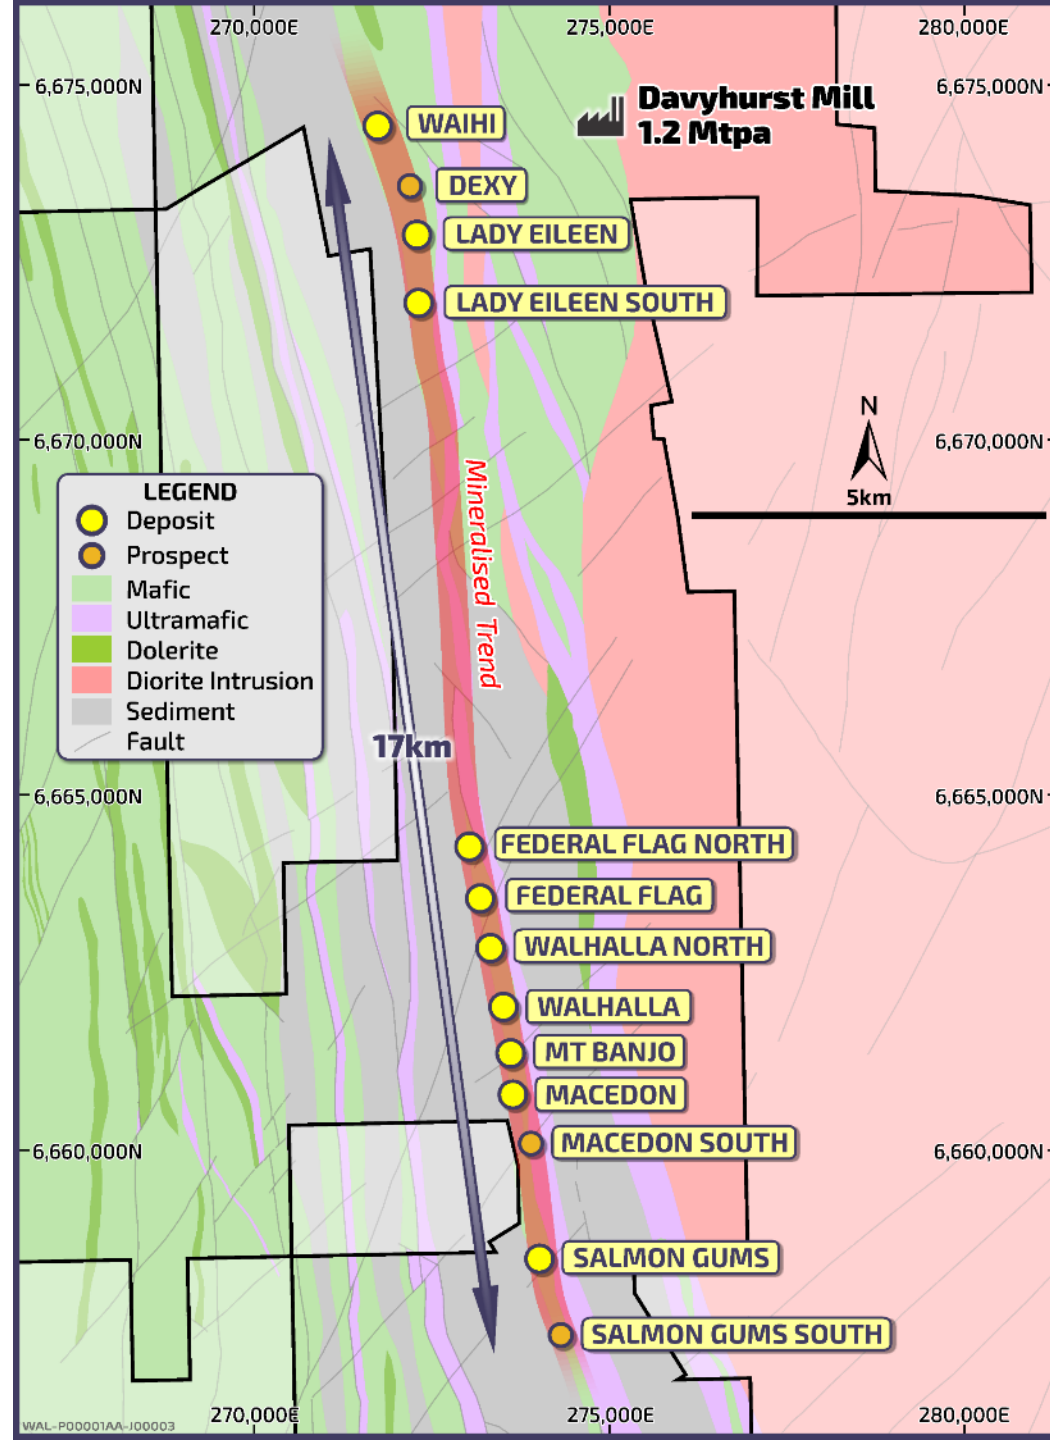 270,000E
275,000E
280,000E
6,675,000N
6,675,000N
Davyhurst Mill
1.2 Mtpa
WAIHI
DEXY
LADY EILEEN
LADY EILEEN SOUTH
N
5km
6,670,000N
6,670,000N
Mineralised Trend
LEGEND
Deposit
Prospect
Mafic
Ultramafic
Dolerite
Diorite Intrusion
Sediment
Fault
17km
6,665,000N
6,665,000N
FEDERAL FLAG NORTH
FEDERAL FLAG
WALHALLA NORTH
WALHALLA
MT BANJO
MACEDON
MACEDON SOUTH
6,660,000N
6,660,000N
SALMON GUMS
SALMON GUMS SOUTH
270,000E
275,000E
280,000E
WAL-P00001AA-J00003